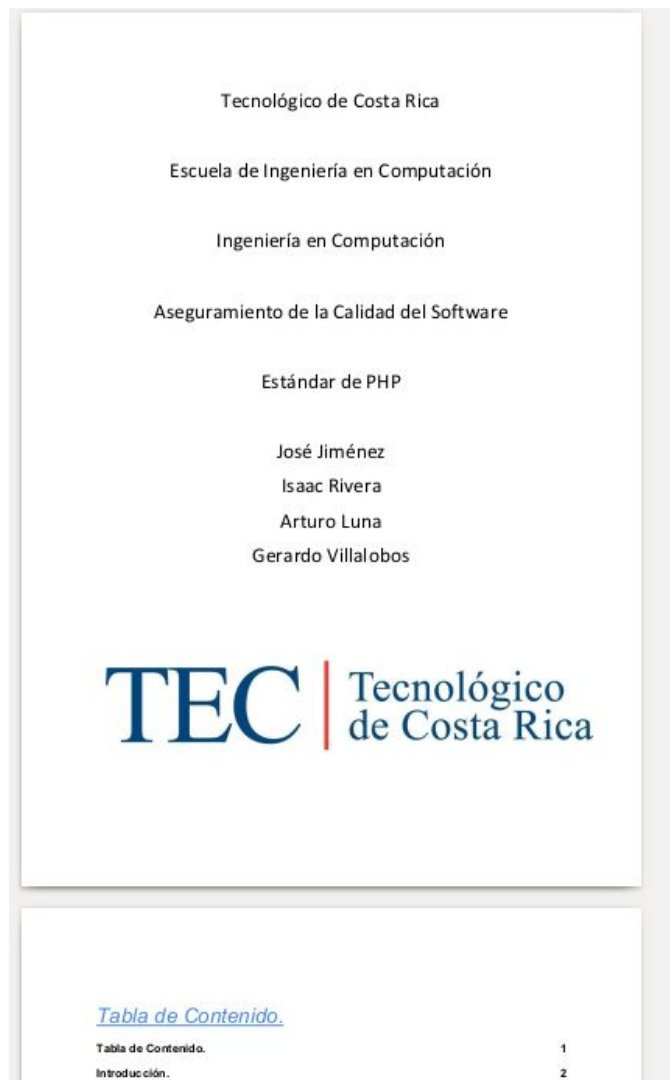 Tecnológico de Costa Rica
Escuela de Ingeniería en Computación
Ingeniería en Computación
Aseguramiento de la Calidad del Software
Estándar de PHP
José Jiménez
Isaac Rivera
Arturo Luna
Gerardo Villalobos
TEC | Tecnológico
de Costa Rica
Tabla de Contenido.
Tabla de Contenido. 1
Introducción. 2